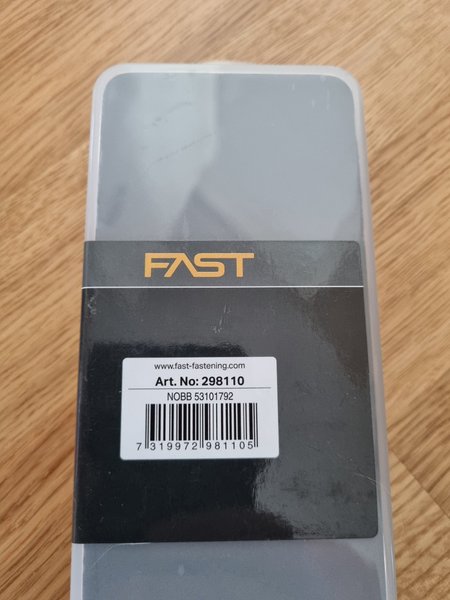 FAST
www.fast-fastening.com
Art. No: 298110
NOBB 53101792
7 319972 981105